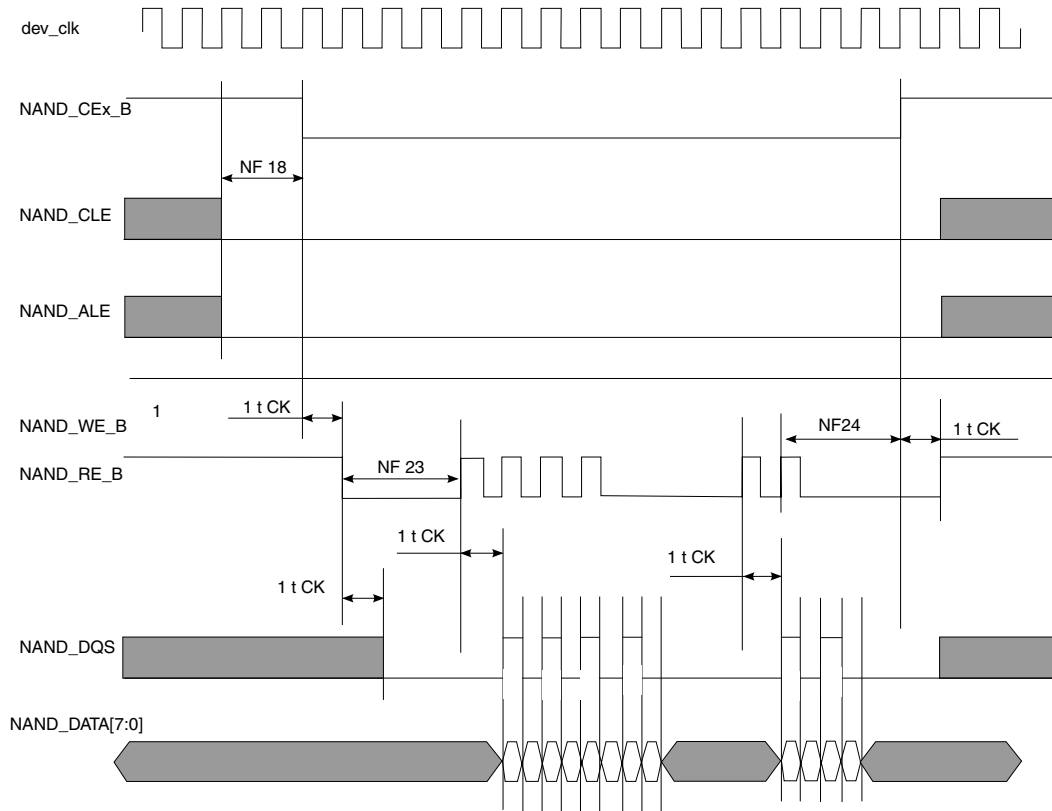 dev_clk
NAND_CEx_B
NF 18
NAND_CLE
NAND_ALE
1
1 t CK
NAND_WE_B
NF24
1 t CK
NAND_RE_B
NF 23
1 t CK
1 t CK
1 t CK
NAND_DQS
NAND_DATA[7:0]